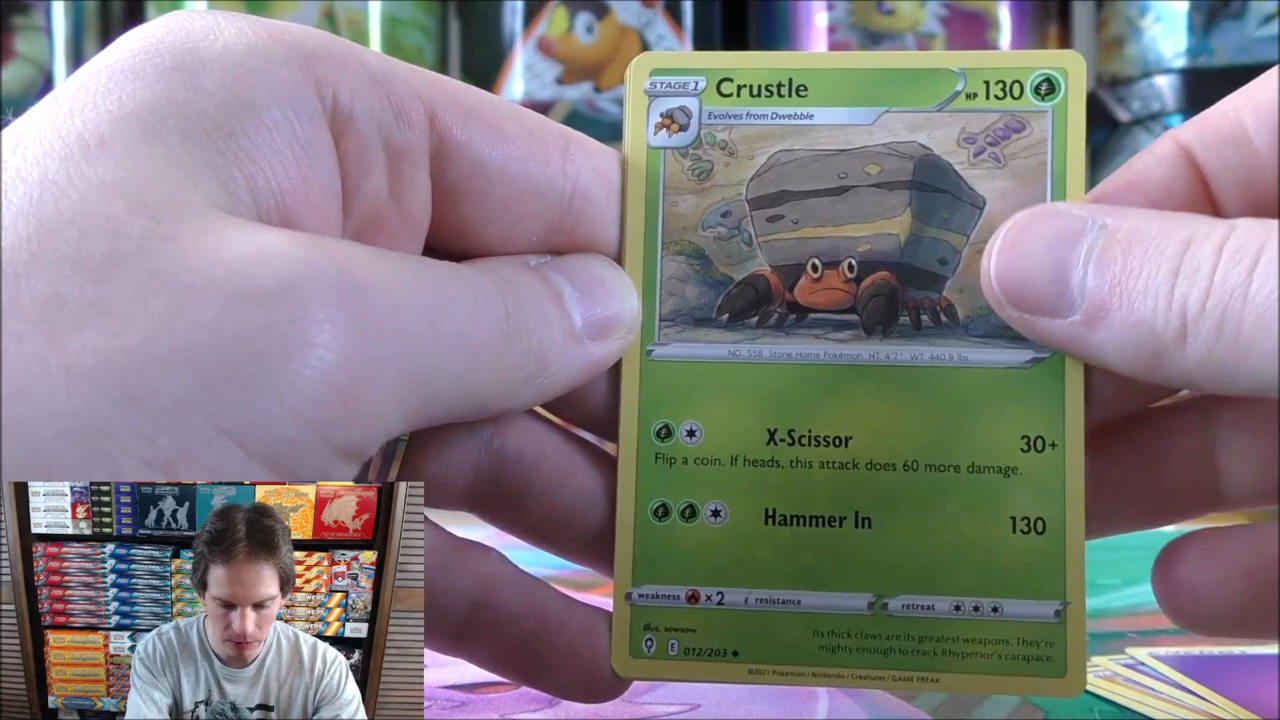 STAGE 1 Crustle HP 130
Evolves from Dwebble
NO. 558 Stone Home Pokémon HT: 4'7" WT: 440.9 lbs.
X-Scissor 30+
Flip a coin. If heads, this attack does 60 more damage.
Hammer In 130
weakness ×2 resistance retreat
Illus. sowsow
E 012/203
Its thick claws are its greatest weapons. They're
mighty enough to crack Rhyperior's carapace.
©2021 Pokémon / Nintendo / Creatures / GAME FREAK
ENERGY